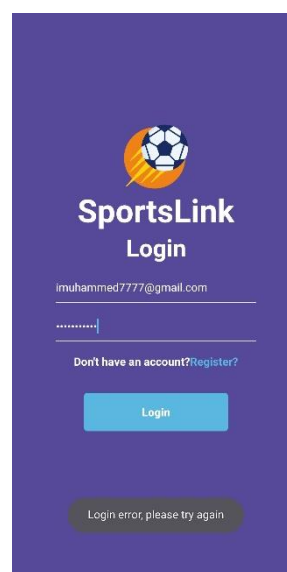 SportsLink
Login
imuhammed7777@gmail.com
•••••••••••
Don't have an account?Register?
Login
Login error, please try again